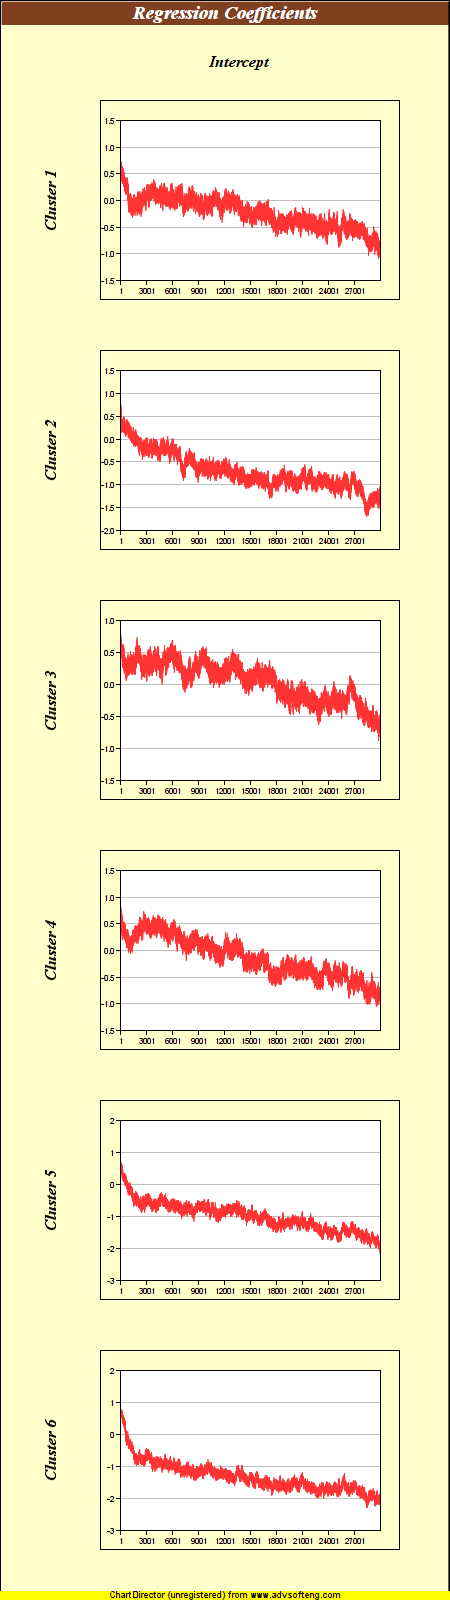 Regression Coefficients
Intercept
Cluster 1
1.5
1.0
0.5
0.0
-0.5
-1.0
-1.5
1 3001 6001 9001 12001 15001 18001 21001 24001 27001
Cluster 2
1.5
1.0
0.5
0.0
-0.5
-1.0
-1.5
-2.0
1 3001 6001 9001 12001 15001 18001 21001 24001 27001
Cluster 3
1.0
0.5
0.0
-0.5
-1.0
-1.5
1 3001 6001 9001 12001 15001 18001 21001 24001 27001
Cluster 4
1.5
1.0
0.5
0.0
-0.5
-1.0
-1.5
1 3001 6001 9001 12001 15001 18001 21001 24001 27001
Cluster 5
2
1
0
-1
-2
-3
1 3001 6001 9001 12001 15001 18001 21001 24001 27001
Cluster 6
2
1
0
-1
-2
-3
1 3001 6001 9001 12001 15001 18001 21001 24001 27001
ChartDirector (unregistered) from www.advsofteng.com